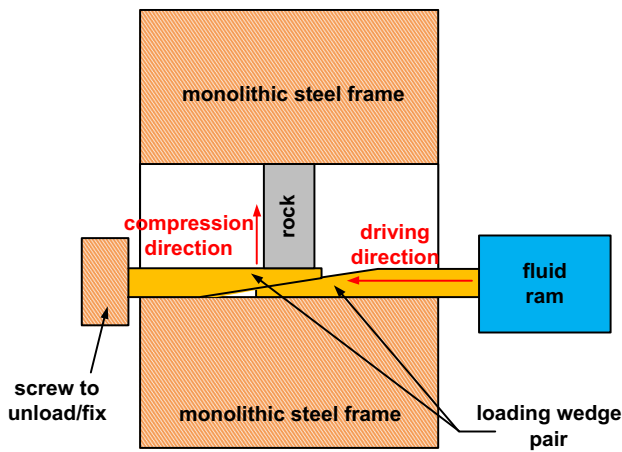 monolithic steel frame
rock
compression
direction
driving
direction
fluid
ram
screw to
unload/fix
monolithic steel frame
loading wedge
pair